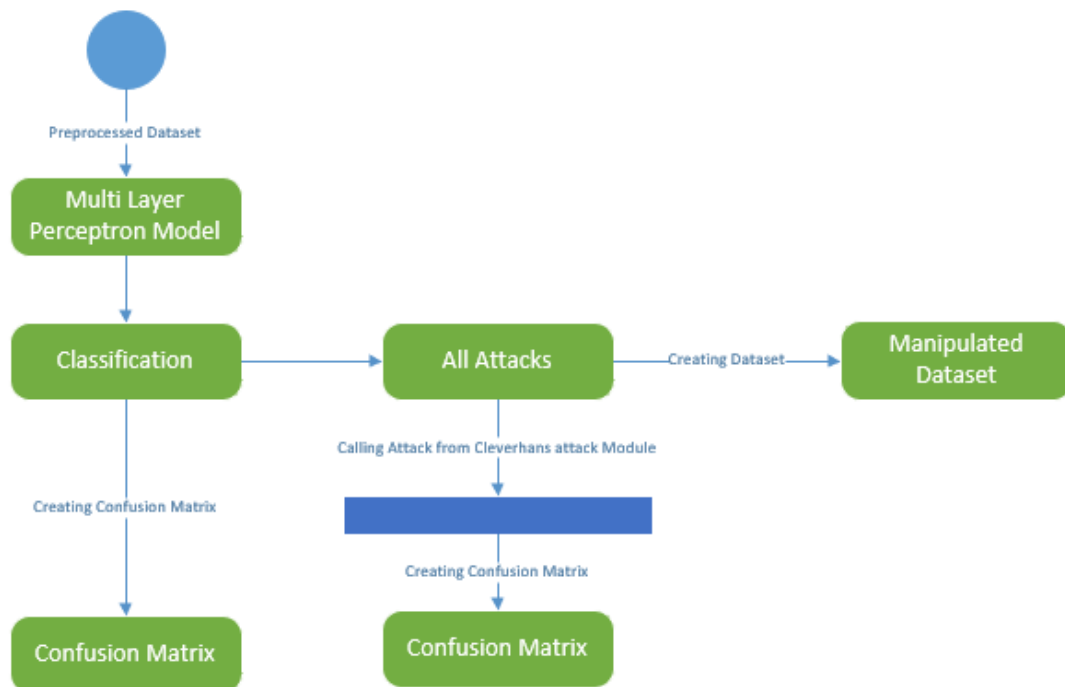 Preprocessed Dataset
Multi Layer
Perceptron Model
Classification
All Attacks
Creating Dataset
Manipulated
Dataset
Calling Attack from Cleverhans attack Module
Creating Confusion Matrix
Creating Confusion Matrix
Confusion Matrix
Confusion Matrix